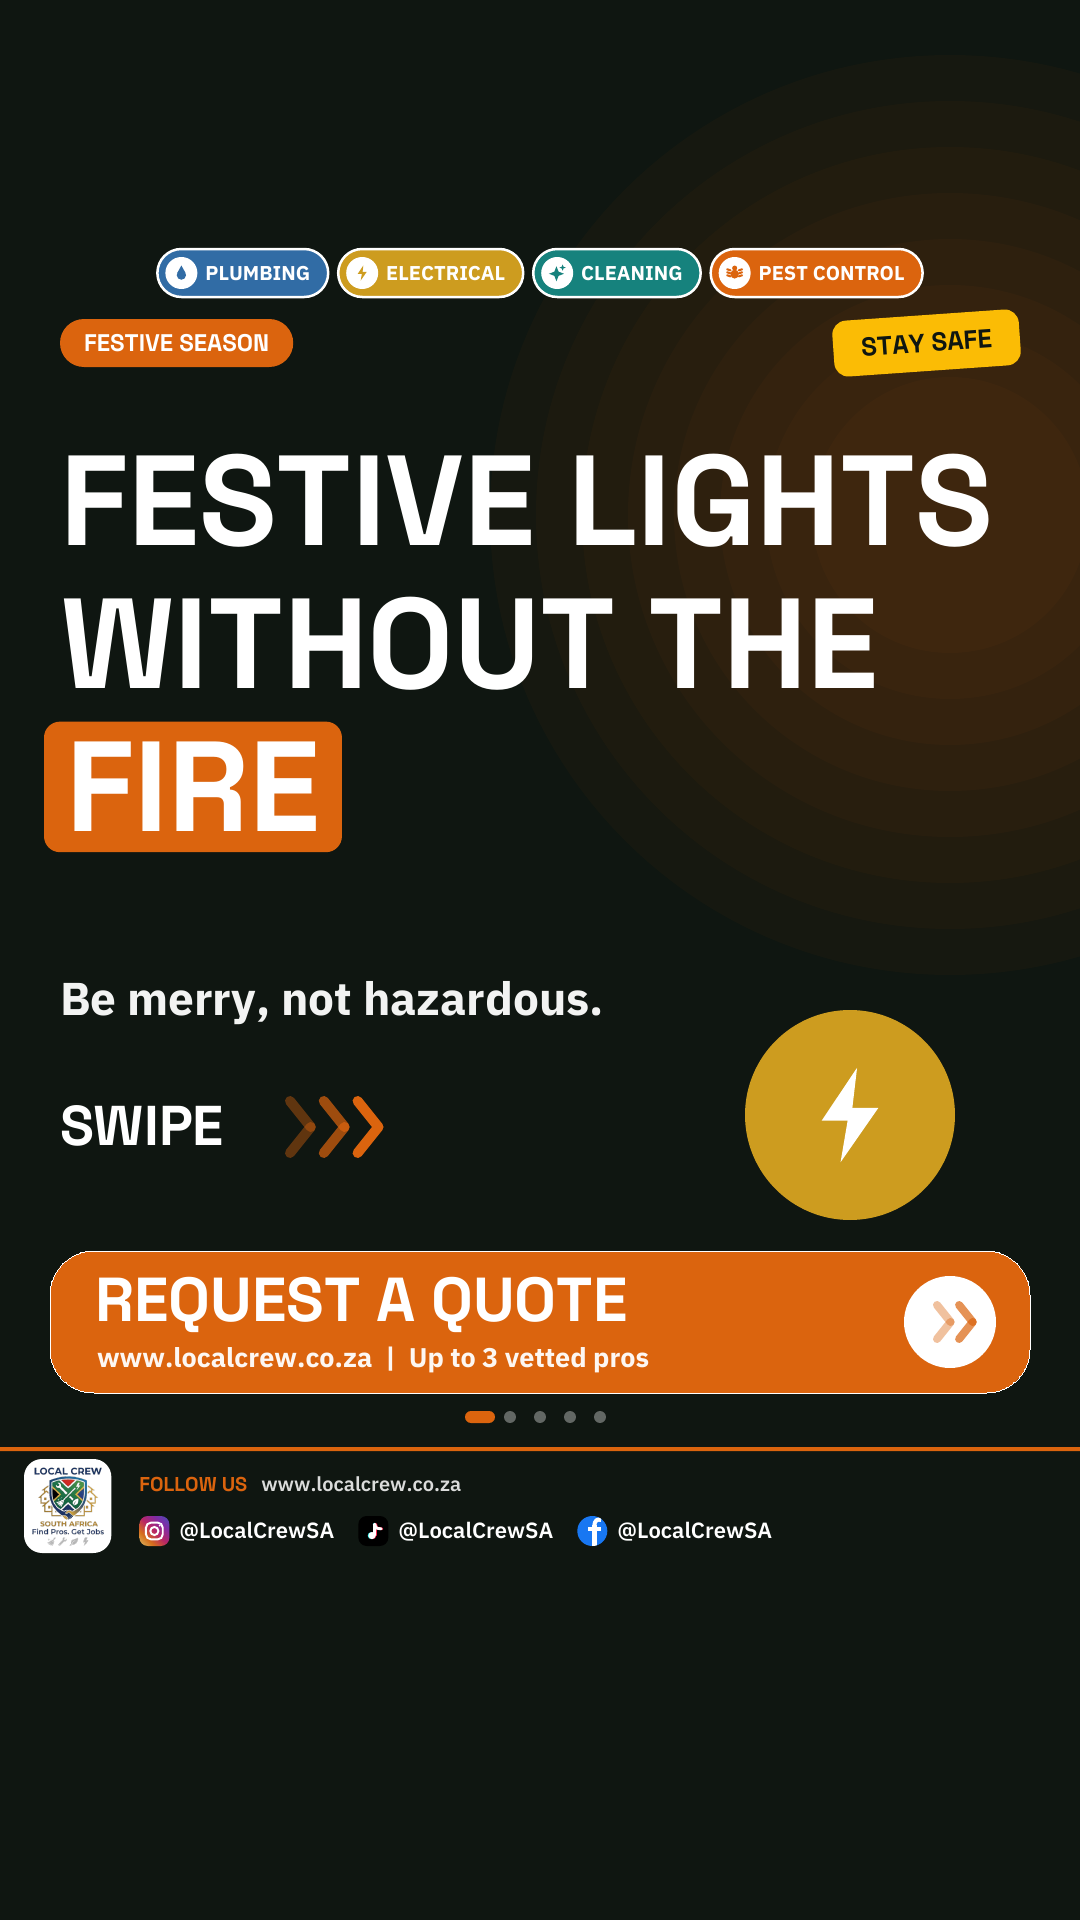 PLUMBING ELECTRICAL CLEANING PEST CONTROL
FESTIVE SEASON
STAY SAFE
FESTIVE LIGHTS
WITHOUT THE
FIRE
Be merry, not hazardous.
SWIPE
REQUEST A QUOTE
www.localcrew.co.za | Up to 3 vetted pros
LOCAL CREW
SOUTH AFRICA
Find Pros. Get Jobs
FOLLOW US www.localcrew.co.za
@LocalCrewSA @LocalCrewSA @LocalCrewSA